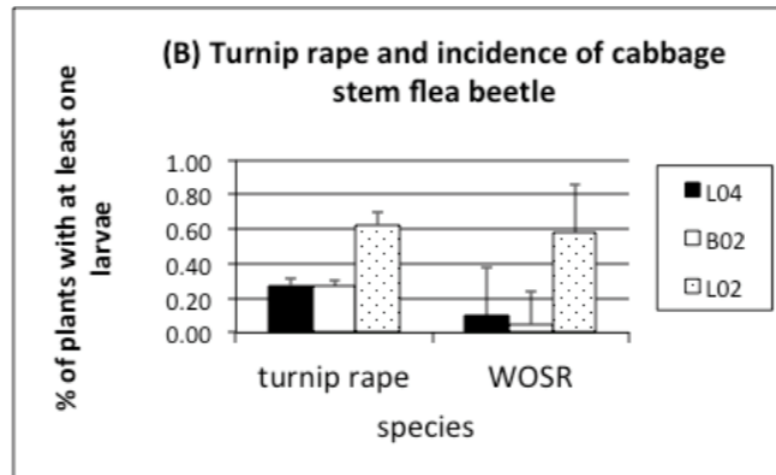 (B) Turnip rape and incidence of cabbage
stem flea beetle
% of plants with at least one
larvae
1.00
0.80
0.60
0.40
0.20
0.00
turnip rape
WOSR
species
L04
B02
L02